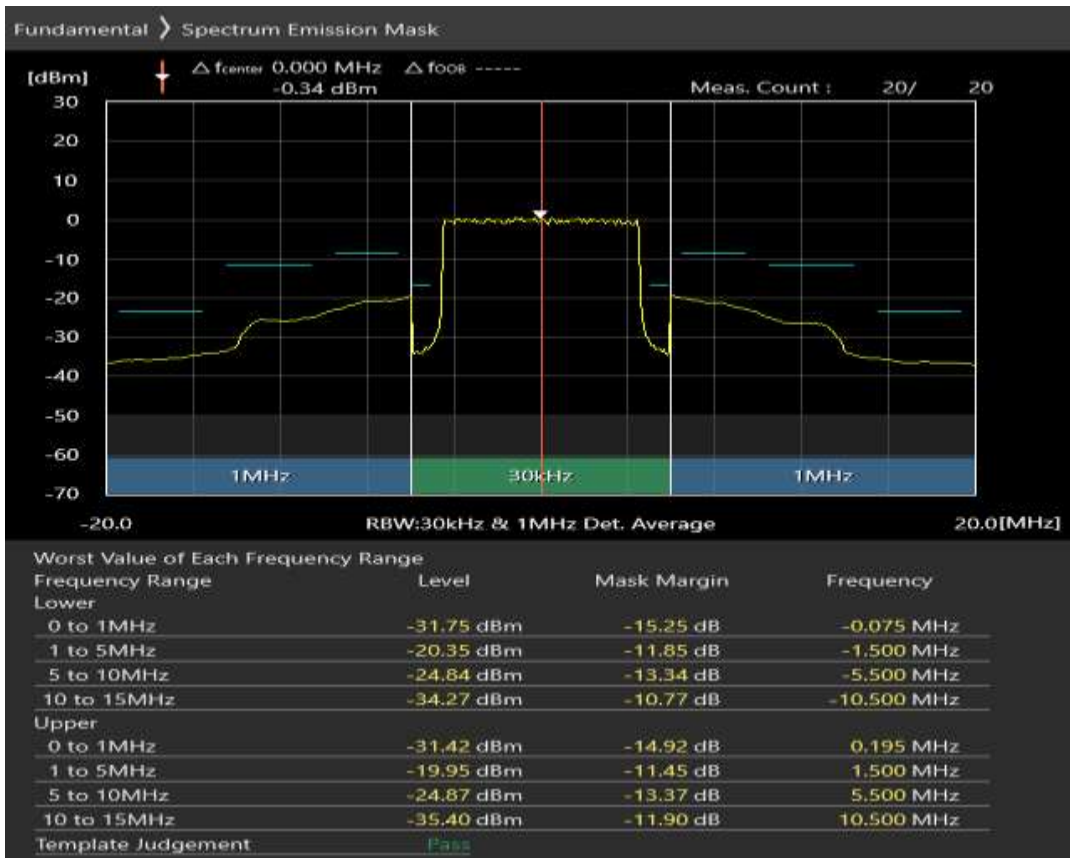 Fundamental 》 Spectrum Emission Mask
[dBm]
△ fcenter 0.000 MHz △ fOOB -----
-0.34 dBm
Meas. Count : 20/ 20
30
20
10
0
-10
-20
-30
-40
-50
-60
-70
1MHz 30kHz 1MHz
-20.0 RBW:30kHz & 1MHz Det. Average 20.0[MHz]
Worst Value of Each Frequency Range
Frequency Range Level Mask Margin Frequency
Lower
0 to 1MHz -31.75 dBm -15.25 dB -0.075 MHz
1 to 5MHz -20.35 dBm -11.85 dB -1.500 MHz
5 to 10MHz -24.84 dBm -13.34 dB -5.500 MHz
10 to 15MHz -34.27 dBm -10.77 dB -10.500 MHz
Upper
0 to 1MHz -31.42 dBm -14.92 dB 0.195 MHz
1 to 5MHz -19.95 dBm -11.45 dB 1.500 MHz
5 to 10MHz -24.87 dBm -13.37 dB 5.500 MHz
10 to 15MHz -35.40 dBm -11.90 dB 10.500 MHz
Template Judgement Pass